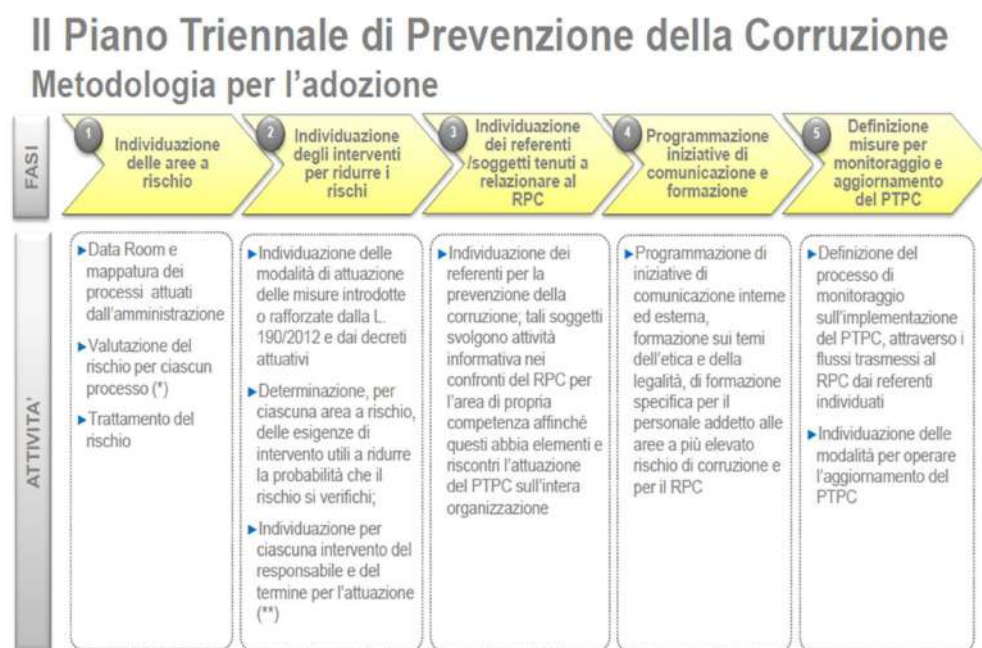 Il Piano Triennale di Prevenzione della Corruzione
Metodologia per l'adozione
FASI
1
Individuazione
delle aree a
rischio
2
Individuazione
degli interventi
per ridurre i
rischi
3
Individuazione
dei referenti
/soggetti tenuti a
relazionare al
RPC
4
Programmazione
iniziative di
comunicazione e
formazione
5
Definizione
misure per
monitoraggio e
aggiornamento
del PTPC
ATTIVITA'
►Data Room e
mappatura dei
processi attuati
dall'amministrazione
►Valutazione del
rischio per ciascun
processo (*)
►Trattamento del
rischio
►Individuazione delle
modalità di attuazione
delle misure introdotte
o rafforzate dalla L.
190/2012 e dai decreti
attuativi
►Determinazione, per
ciascuna area a rischio,
delle esigenze di
intervento utili a ridurre
la probabilità che il
rischio si verifichi;
►Individuazione per
ciascuna intervento del
responsabile e del
termine per l'attuazione
(**)
►Individuazione dei
referenti per la
prevenzione della
corruzione; tali soggetti
svolgono attività
informativa nei
confronti del RPC per
l'area di propria
competenza affinchè
questi abbia elementi e
riscontri l'attuazione
del PTPC sull'intera
organizzazione
►Programmazione di
iniziative di
comunicazione interne
ed esterna,
formazione sui temi
dell'etica e della
legalità, di formazione
specifica per il
personale addetto alle
aree a più elevato
rischio di corruzione e
per il RPC
►Definizione del
processo di
monitoraggio
sull'implementazione
del PTPC, attraverso i
flussi trasmessi al
RPC dai referenti
individuati
►Individuazione delle
modalità per operare
l'aggiornamento del
PTPC